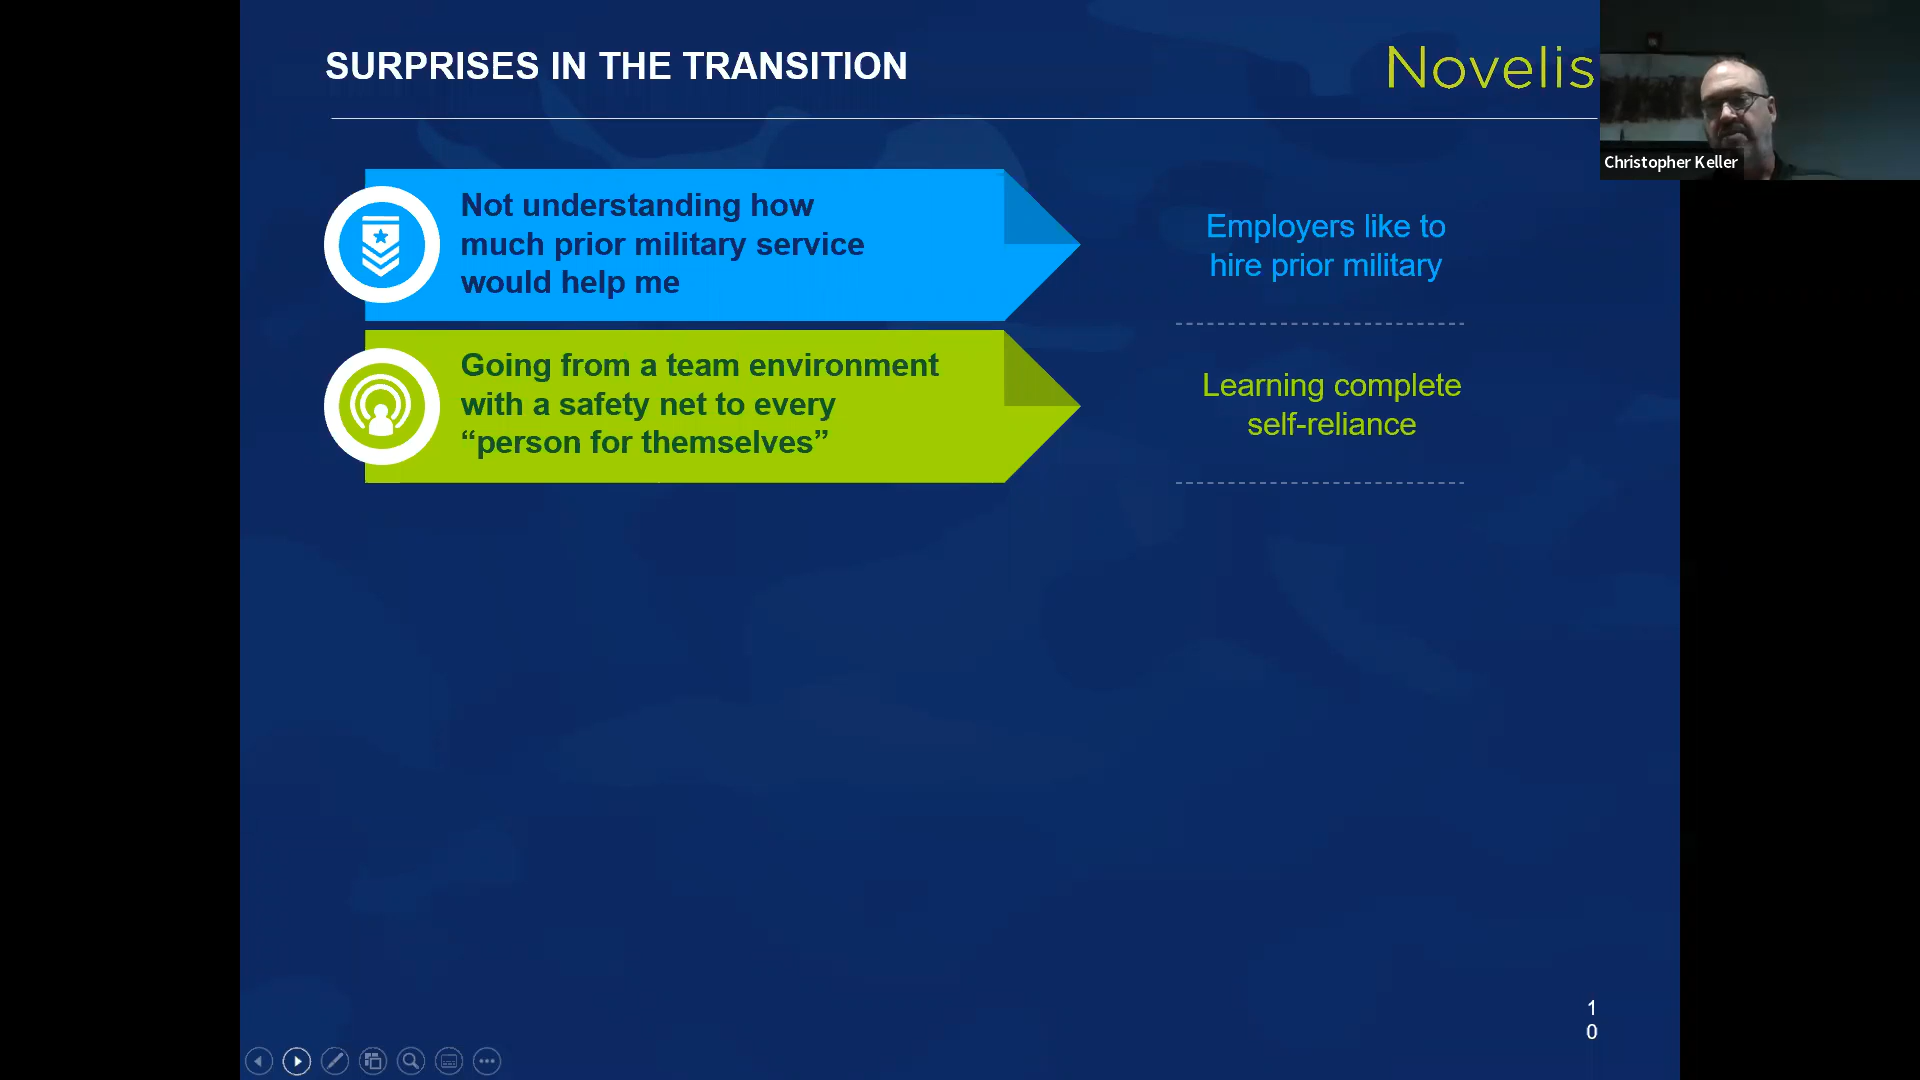 SURPRISES IN THE TRANSITION
Novelis
Christopher Keller
Not understanding how
much prior military service
would help me
Employers like to
hire prior military
Going from a team environment
with a safety net to every
“person for themselves”
Learning complete
self-reliance
1
0